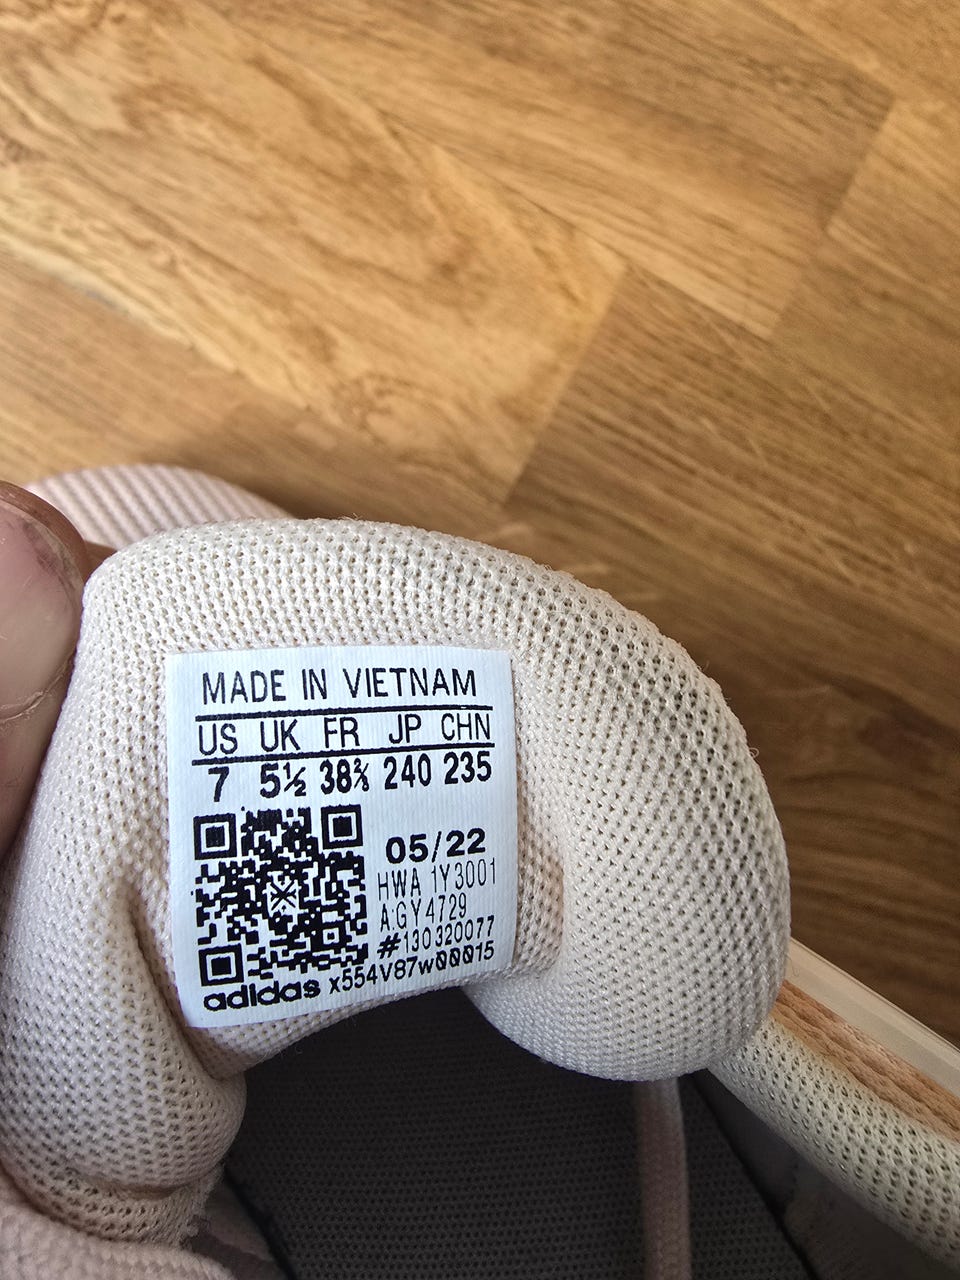 MADE IN VIETNAM
US UK FR JP CHN
7 5½ 38⅔ 240 235
05/22
HWA 1Y3001
A:GY4729
#130320077
adidas x554V87w00015